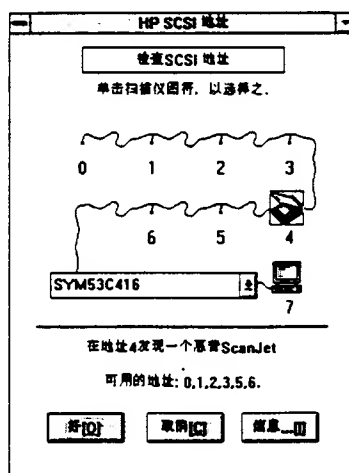 HP SCSI 地址
检查SCSI 地址
单击扫描仪图符，以选择之.
0 1 2 3
6 5 4
SYM53C416
7
在地址4发现一个惠普ScanJet
可用的地址: 0,1,2,3,5,6.
好[O] 取消[C] 信息...[I]